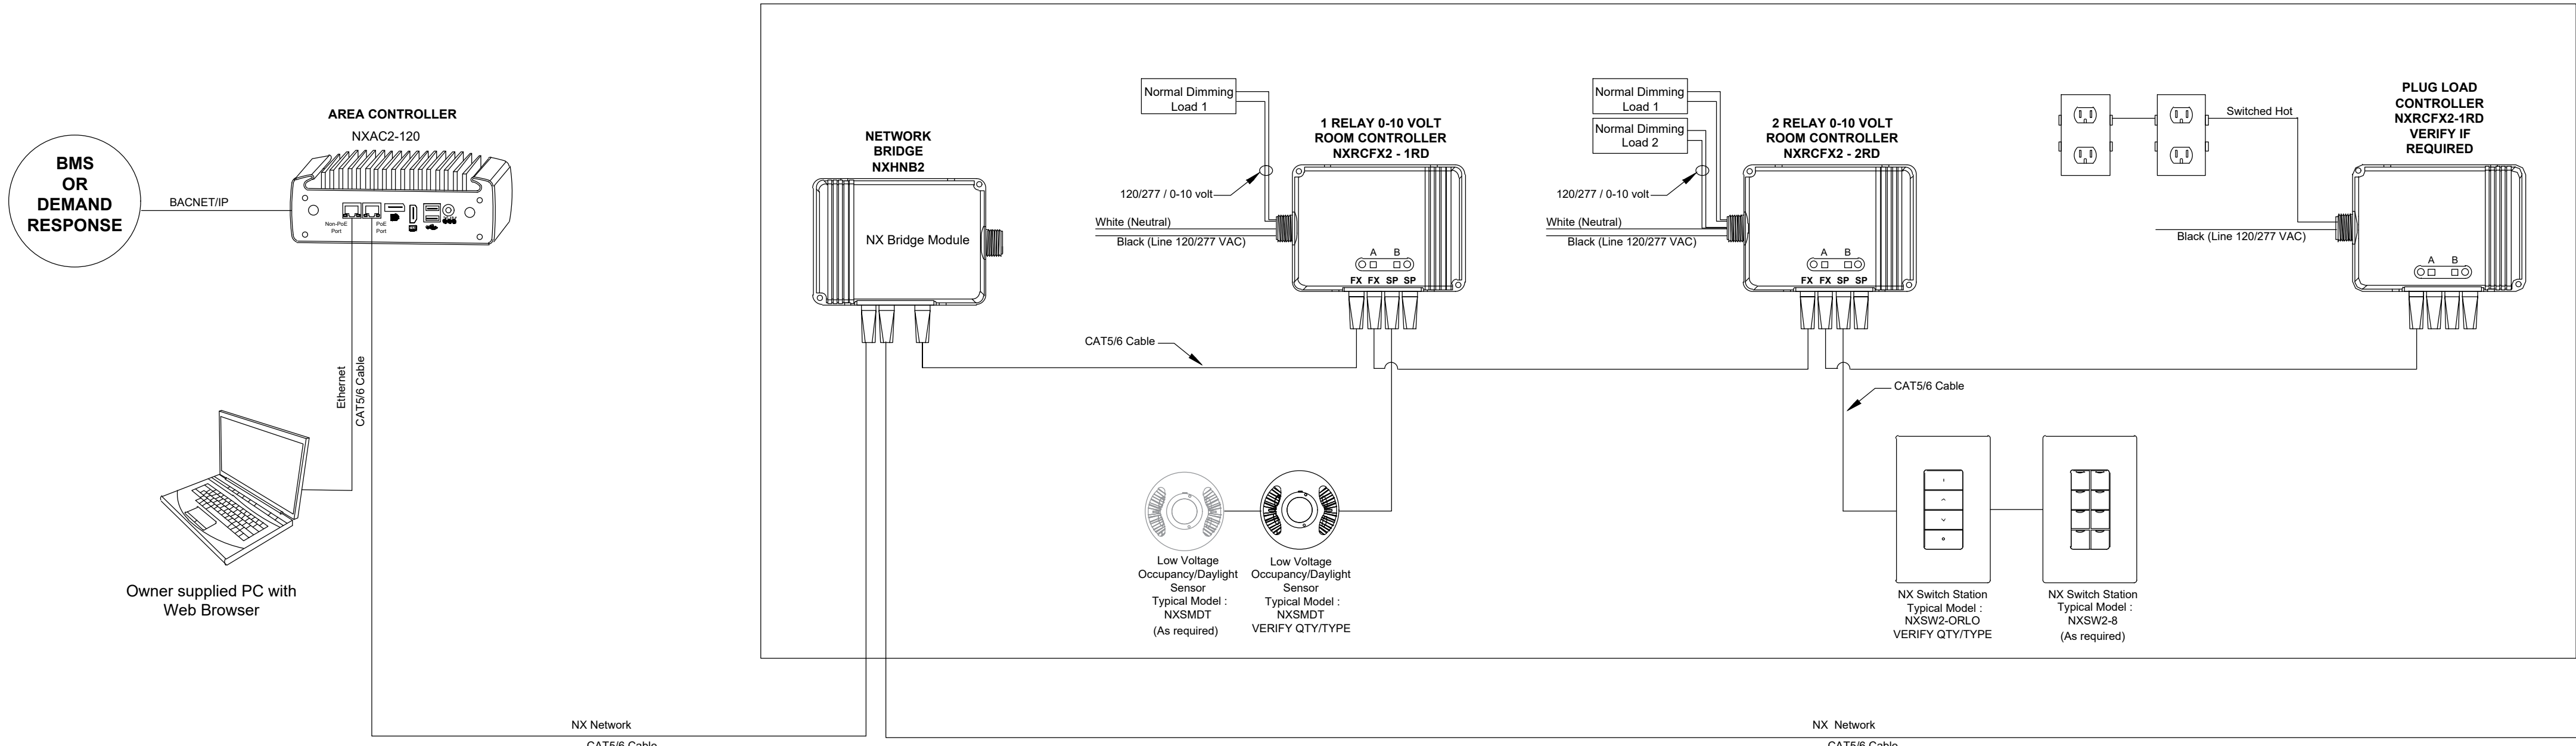 BMS
OR
DEMAND
RESPONSE
BACNET/IP
AREA CONTROLLER
NXAC2-120
Non-PoE
Port
PoE
Port
Ethernet
CAT5/6 Cable
Owner supplied PC with
Web Browser
NETWORK
BRIDGE
NXHNB2
NX Bridge Module
Normal Dimming
Load 1
1 RELAY 0-10 VOLT
ROOM CONTROLLER
NXRCFX2 - 1RD
120/277 / 0-10 volt
White (Neutral)
Black (Line 120/277 VAC)
A B
FX FX SP SP
CAT5/6 Cable
Low Voltage
Occupancy/Daylight
Sensor
Typical Model :
NXSMDT
(As required)
Low Voltage
Occupancy/Daylight
Sensor
Typical Model :
NXSMDT
VERIFY QTY/TYPE
Normal Dimming
Load 1
Normal Dimming
Load 2
2 RELAY 0-10 VOLT
ROOM CONTROLLER
NXRCFX2 - 2RD
120/277 / 0-10 volt
White (Neutral)
Black (Line 120/277 VAC)
A B
FX FX SP SP
CAT5/6 Cable
NX Switch Station
Typical Model :
NXSW2-ORLO
VERIFY QTY/TYPE
NX Switch Station
Typical Model :
NXSW2-8
(As required)
Switched Hot
PLUG LOAD
CONTROLLER
NXRCFX2-1RD
VERIFY IF
REQUIRED
Black (Line 120/277 VAC)
A B
NX Network
CAT5/6 Cable
NX Network
CAT5/6 Cable